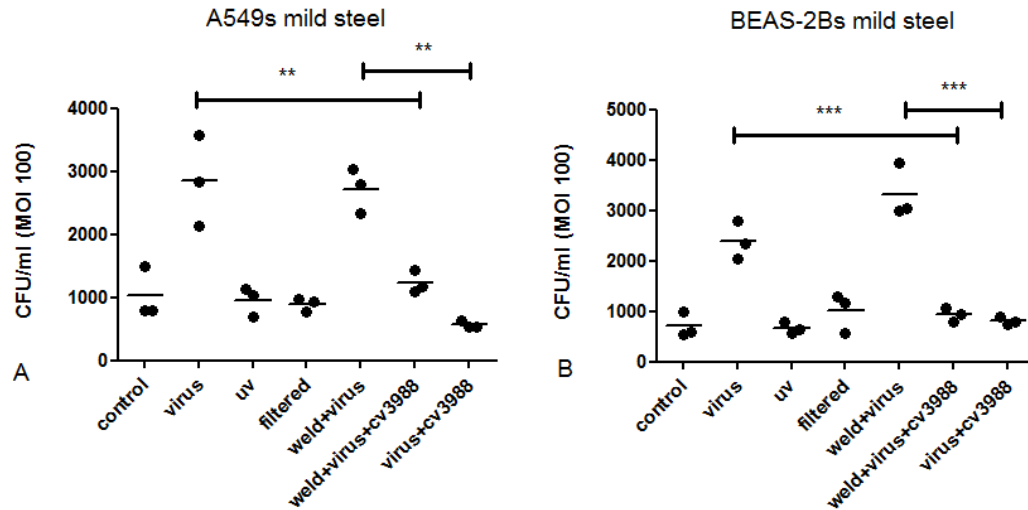 A549s mild steel
**
**
CFU/ml (MOI 100)
4000
3000
2000
1000
0
control
virus
uv
filtered
weld+virus
weld+virus+cv3988
virus+cv3988
A
BEAS-2Bs mild steel
***
***
CFU/ml (MOI 100)
5000
4000
3000
2000
1000
0
control
virus
uv
filtered
weld+virus
weld+virus+cv3988
virus+cv3988
B